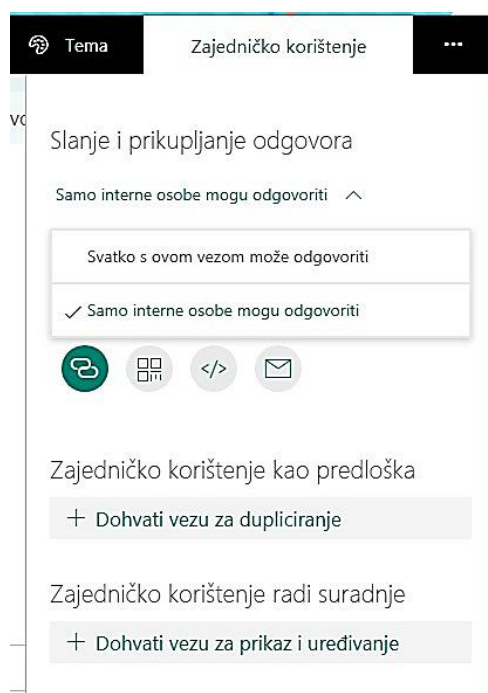 Tema
Zajedničko korištenje
...
Slanje i prikupljanje odgovora
Samo interne osobe mogu odgovoriti
Svatko s ovom vezom može odgovoriti
Samo interne osobe mogu odgovoriti
</>
Zajedničko korištenje kao predloška
+ Dohvati vezu za dupliciranje
Zajedničko korištenje radi suradnje
+ Dohvati vezu za prikaz i uređivanje